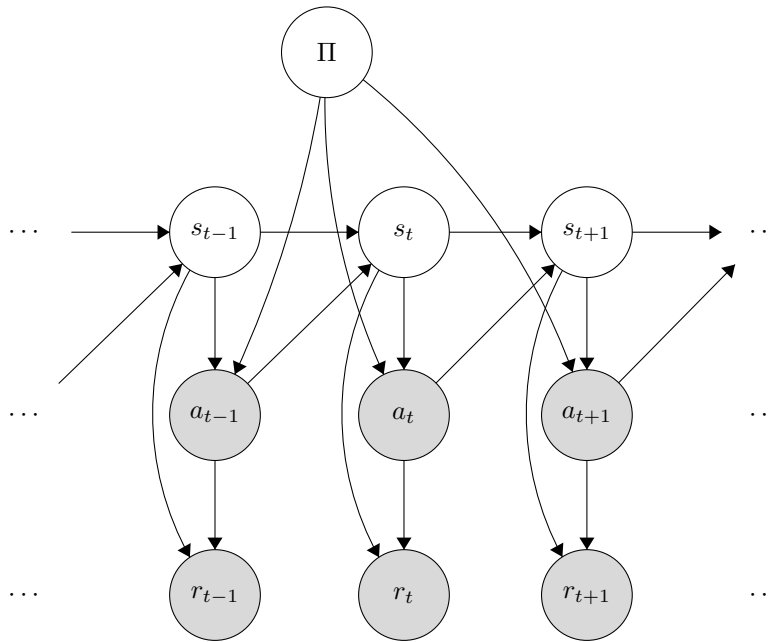 Π
⋯ s_{t−1} s_t s_{t+1} ⋯
⋯ a_{t−1} a_t a_{t+1} ⋯
⋯ r_{t−1} r_t r_{t+1} ⋯